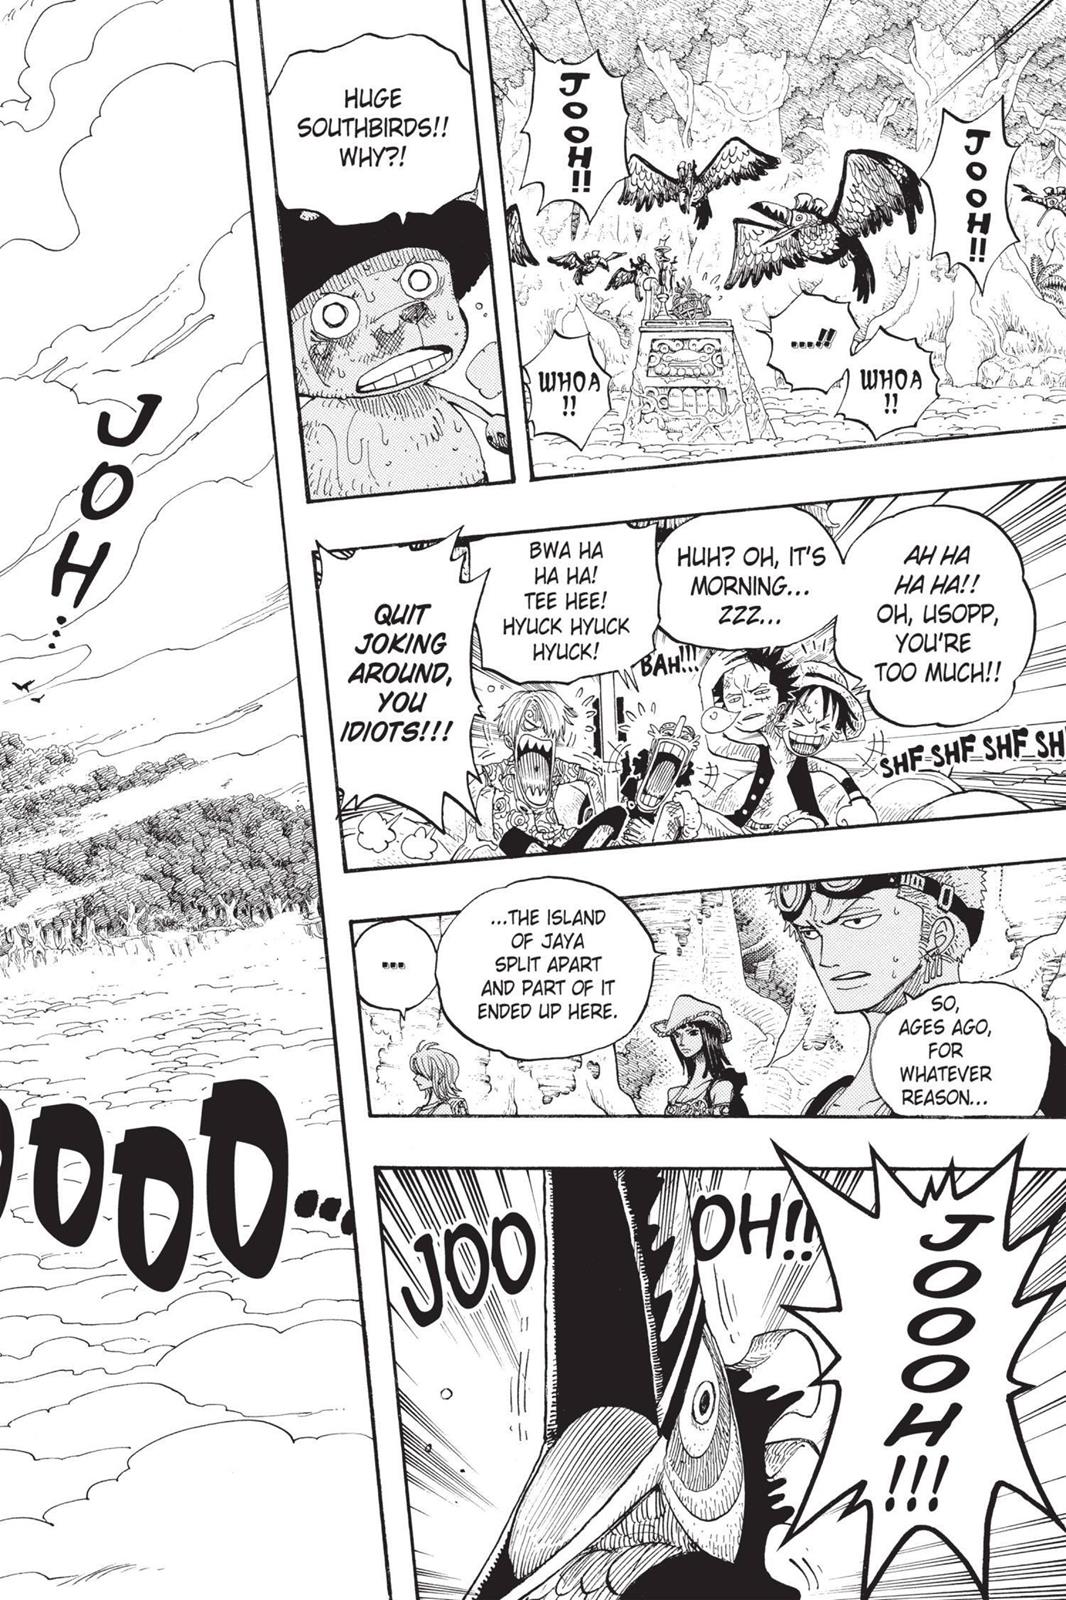 JOOH!!
JOOH!!
...!!
WHOA
!!
WHOA
!!
HUGE
SOUTHBIRDS!!
WHY?!
AH HA
HA HA!!
OH, USOPP,
YOU'RE
TOO MUCH!!
HUH? OH, IT'S
MORNING...
ZZZ...
BAH!!!
BWA HA
HA HA!
TEE HEE!
HYUCK HYUCK
HYUCK!
SHF SHF SHF SH
QUIT
JOKING
AROUND,
YOU
IDIOTS!!!
SO,
AGES AGO,
FOR
WHATEVER
REASON...
...THE ISLAND
OF JAYA
SPLIT APART
AND PART OF IT
ENDED UP HERE.
...
JOOOH!!!
JOO
OH!!
JOH...
OOOO...